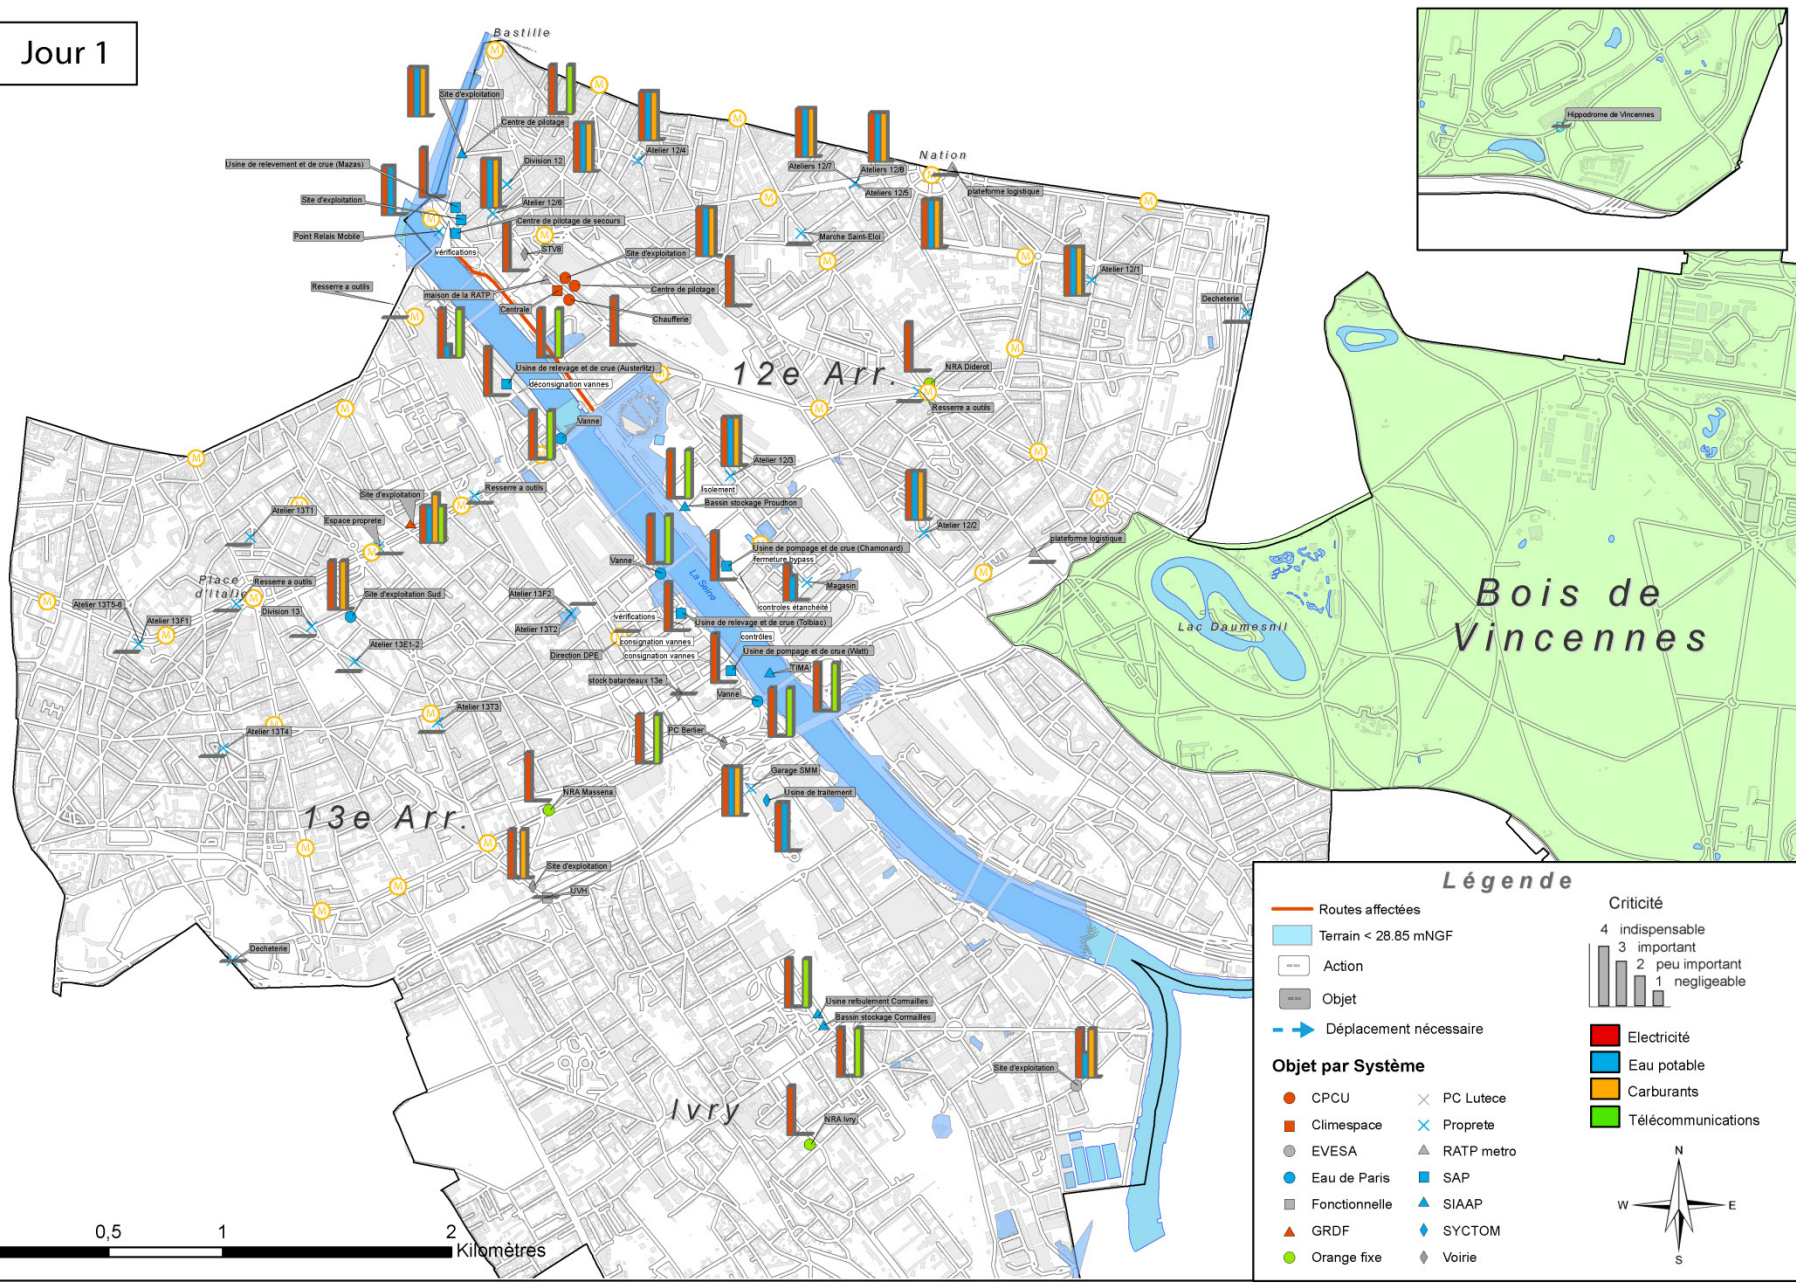 Jour 1
Bastille
Site d'exploitation
Centre de pilotage
Usine de relevement et de crue (Mazas)
Division 12
Atelier 12/4
Ateliers 12/7
Ateliers 12/8
Nation
Ateliers 12/5
plateforme logistique
Site d'exploitation
Atelier 12/6
Centre de pilotage de secours
Point Relais Mobile
vérifications
STV8
Site d'exploitation
Marche Saint-Eloi
Atelier 12/1
Resserre a outils
maison de la RATP
Centre de pilotage
Centrale
Chaufferie
Decheterie
Usine de relevage et de crue (Austerlitz)
déconsignation vannes
12e Arr.
NRA Diderot
Resserre a outils
Vanne
Atelier 12/3
Isolement
Bassin stockage Proudhon
Site d'exploitation
Resserre a outils
Atelier 13T1
Espace proprete
Atelier 12/2
plateforme logistique
Usine de pompage et de crue (Chamonard)
fermeture bypass
Vanne
La Seine
Magasin
controles étanchéité
Place
d'Italie
Resserre a outils
Site d'exploitation Sud
Atelier 13F2
Atelier 13T5-6
Atelier 13F1
Division 13
Atelier 13T2
vérifications
Usine de relevage et de crue (Tolbiac)
Atelier 13E1-2
consignation vannes
contrôles
Direction DPE
consignation vannes
Usine de pompage et de crue (Watt)
TIMA
stock batardeaux 13e
Vanne
Lac Daumesnil
Bois de
Vincennes
Hippodrome de Vincennes
Atelier 13T3
Atelier 13T4
PC Berlier
Garage SMM
Usine de traitement
NRA Massena
13e Arr.
Site d'exploitation
UVH
Decheterie
Usine refoulement Cornailles
Bassin stockage Cornailles
Site d'exploitation
Ivry
NRA Ivry
0,5
1
2
Kilomètres
Légende
Routes affectées
Terrain < 28.85 mNGF
Action
Objet
Déplacement nécessaire
Criticité
4 indispensable
3 important
2 peu important
1 negligeable
Electricité
Eau potable
Carburants
Télécommunications
Objet par Système
CPCU
Climespace
EVESA
Eau de Paris
Fonctionnelle
GRDF
Orange fixe
PC Lutece
Proprete
RATP metro
SAP
SIAAP
SYCTOM
Voirie
N
W
E
S